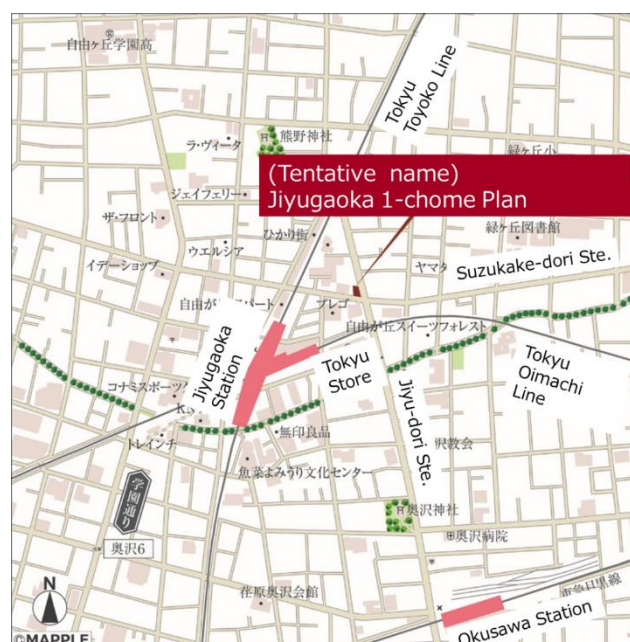 自由ヶ丘学園高
Tokyu
Toyoko Line
熊野神社
ラ・ヴィータ
緑ヶ丘小
(Tentative name)
Jiyugaoka 1-chome Plan
ジェイフェリー
ザ・フロント
ひかり街
緑ヶ丘図書館
ウエルシア
ヤマタ
イデーショップ
Suzukake-dori Ste.
自由が
パート
プレゴ
自由が丘スイーツフォレスト
Jiyugaoka
Station
Tokyu
Store
Tokyu
Oimachi
Line
Jiyu-dori Ste.
コナミスポーツ
トレインチ
無印良品
沢教会
魚菜よみうり文化センター
学園通り
奥沢神社
奥沢6
奥沢病院
N
荏原奥沢会館
東急目黒線
Okusawa Station
©MAPPLE